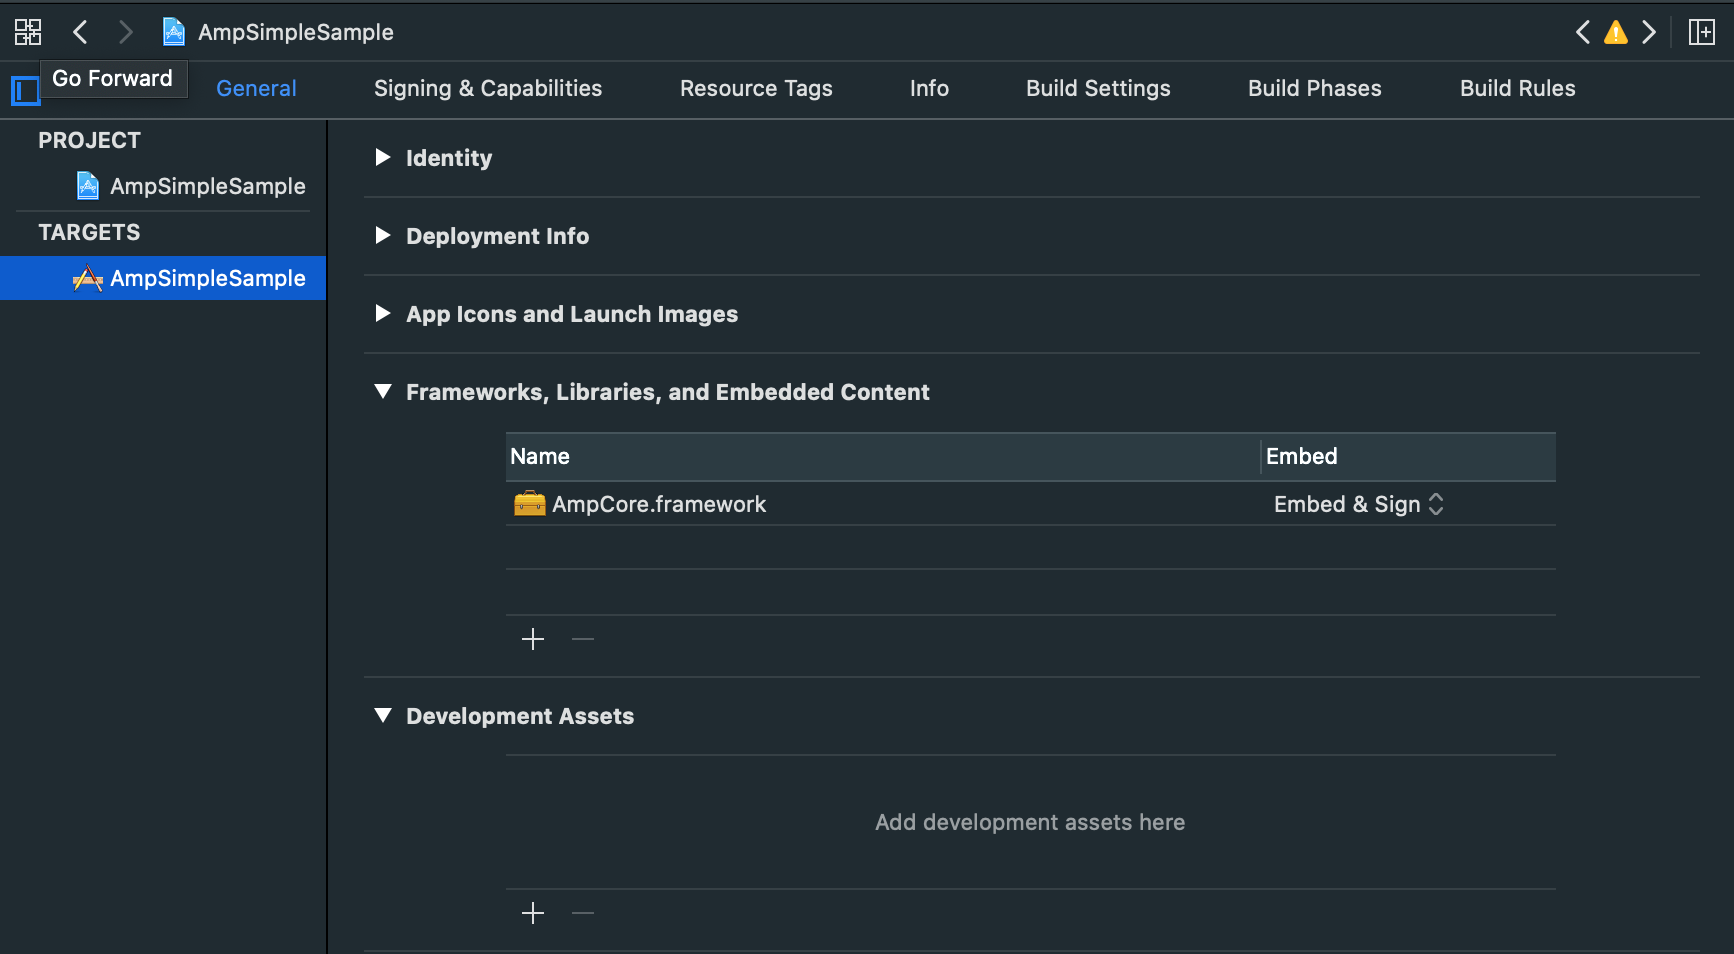 AmpSimpleSample
Go Forward
General
Signing & Capabilities
Resource Tags
Info
Build Settings
Build Phases
Build Rules
PROJECT
AmpSimpleSample
TARGETS
AmpSimpleSample
Identity
Deployment Info
App Icons and Launch Images
Frameworks, Libraries, and Embedded Content
Name
Embed
AmpCore.framework
Embed & Sign
Development Assets
Add development assets here